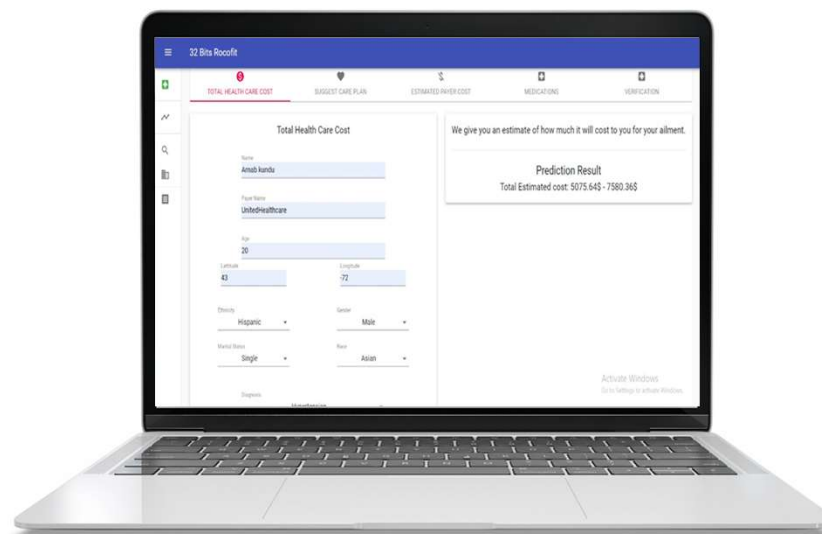 32 Bits Rocofit
TOTAL HEALTH CARE COST
SUGGEST CARE PLAN
ESTIMATED PAYER COST
MEDICATIONS
VERIFICATION
Total Health Care Cost
Name
Arnab kundu
Payer Name
UnitedHealthcare
Age
20
Latitude
Longitude
43
-72
Ethnicity
Gender
Hispanic
Male
Marital Status
Race
Single
Asian
Diagnosis
Hypertension
We give you an estimate of how much it will cost to you for your ailment.
Prediction Result
Total Estimated cost: 5075.64$ - 7580.36$
Activate Windows
Go to Settings to activate Windows.